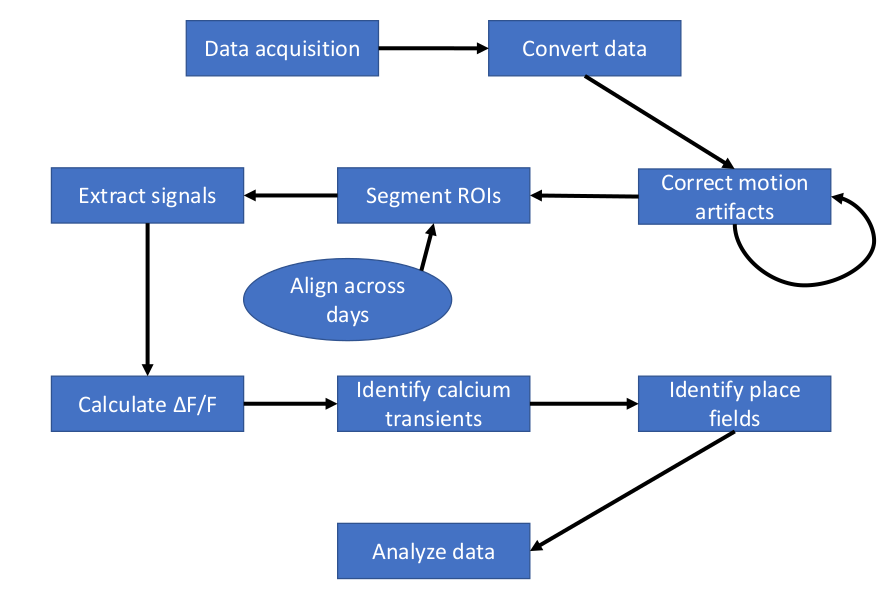 Data acquisition
Convert data
Extract signals
Segment ROIs
Correct motion
artifacts
Align across
days
Calculate ΔF/F
Identify calcium
transients
Identify place
fields
Analyze data